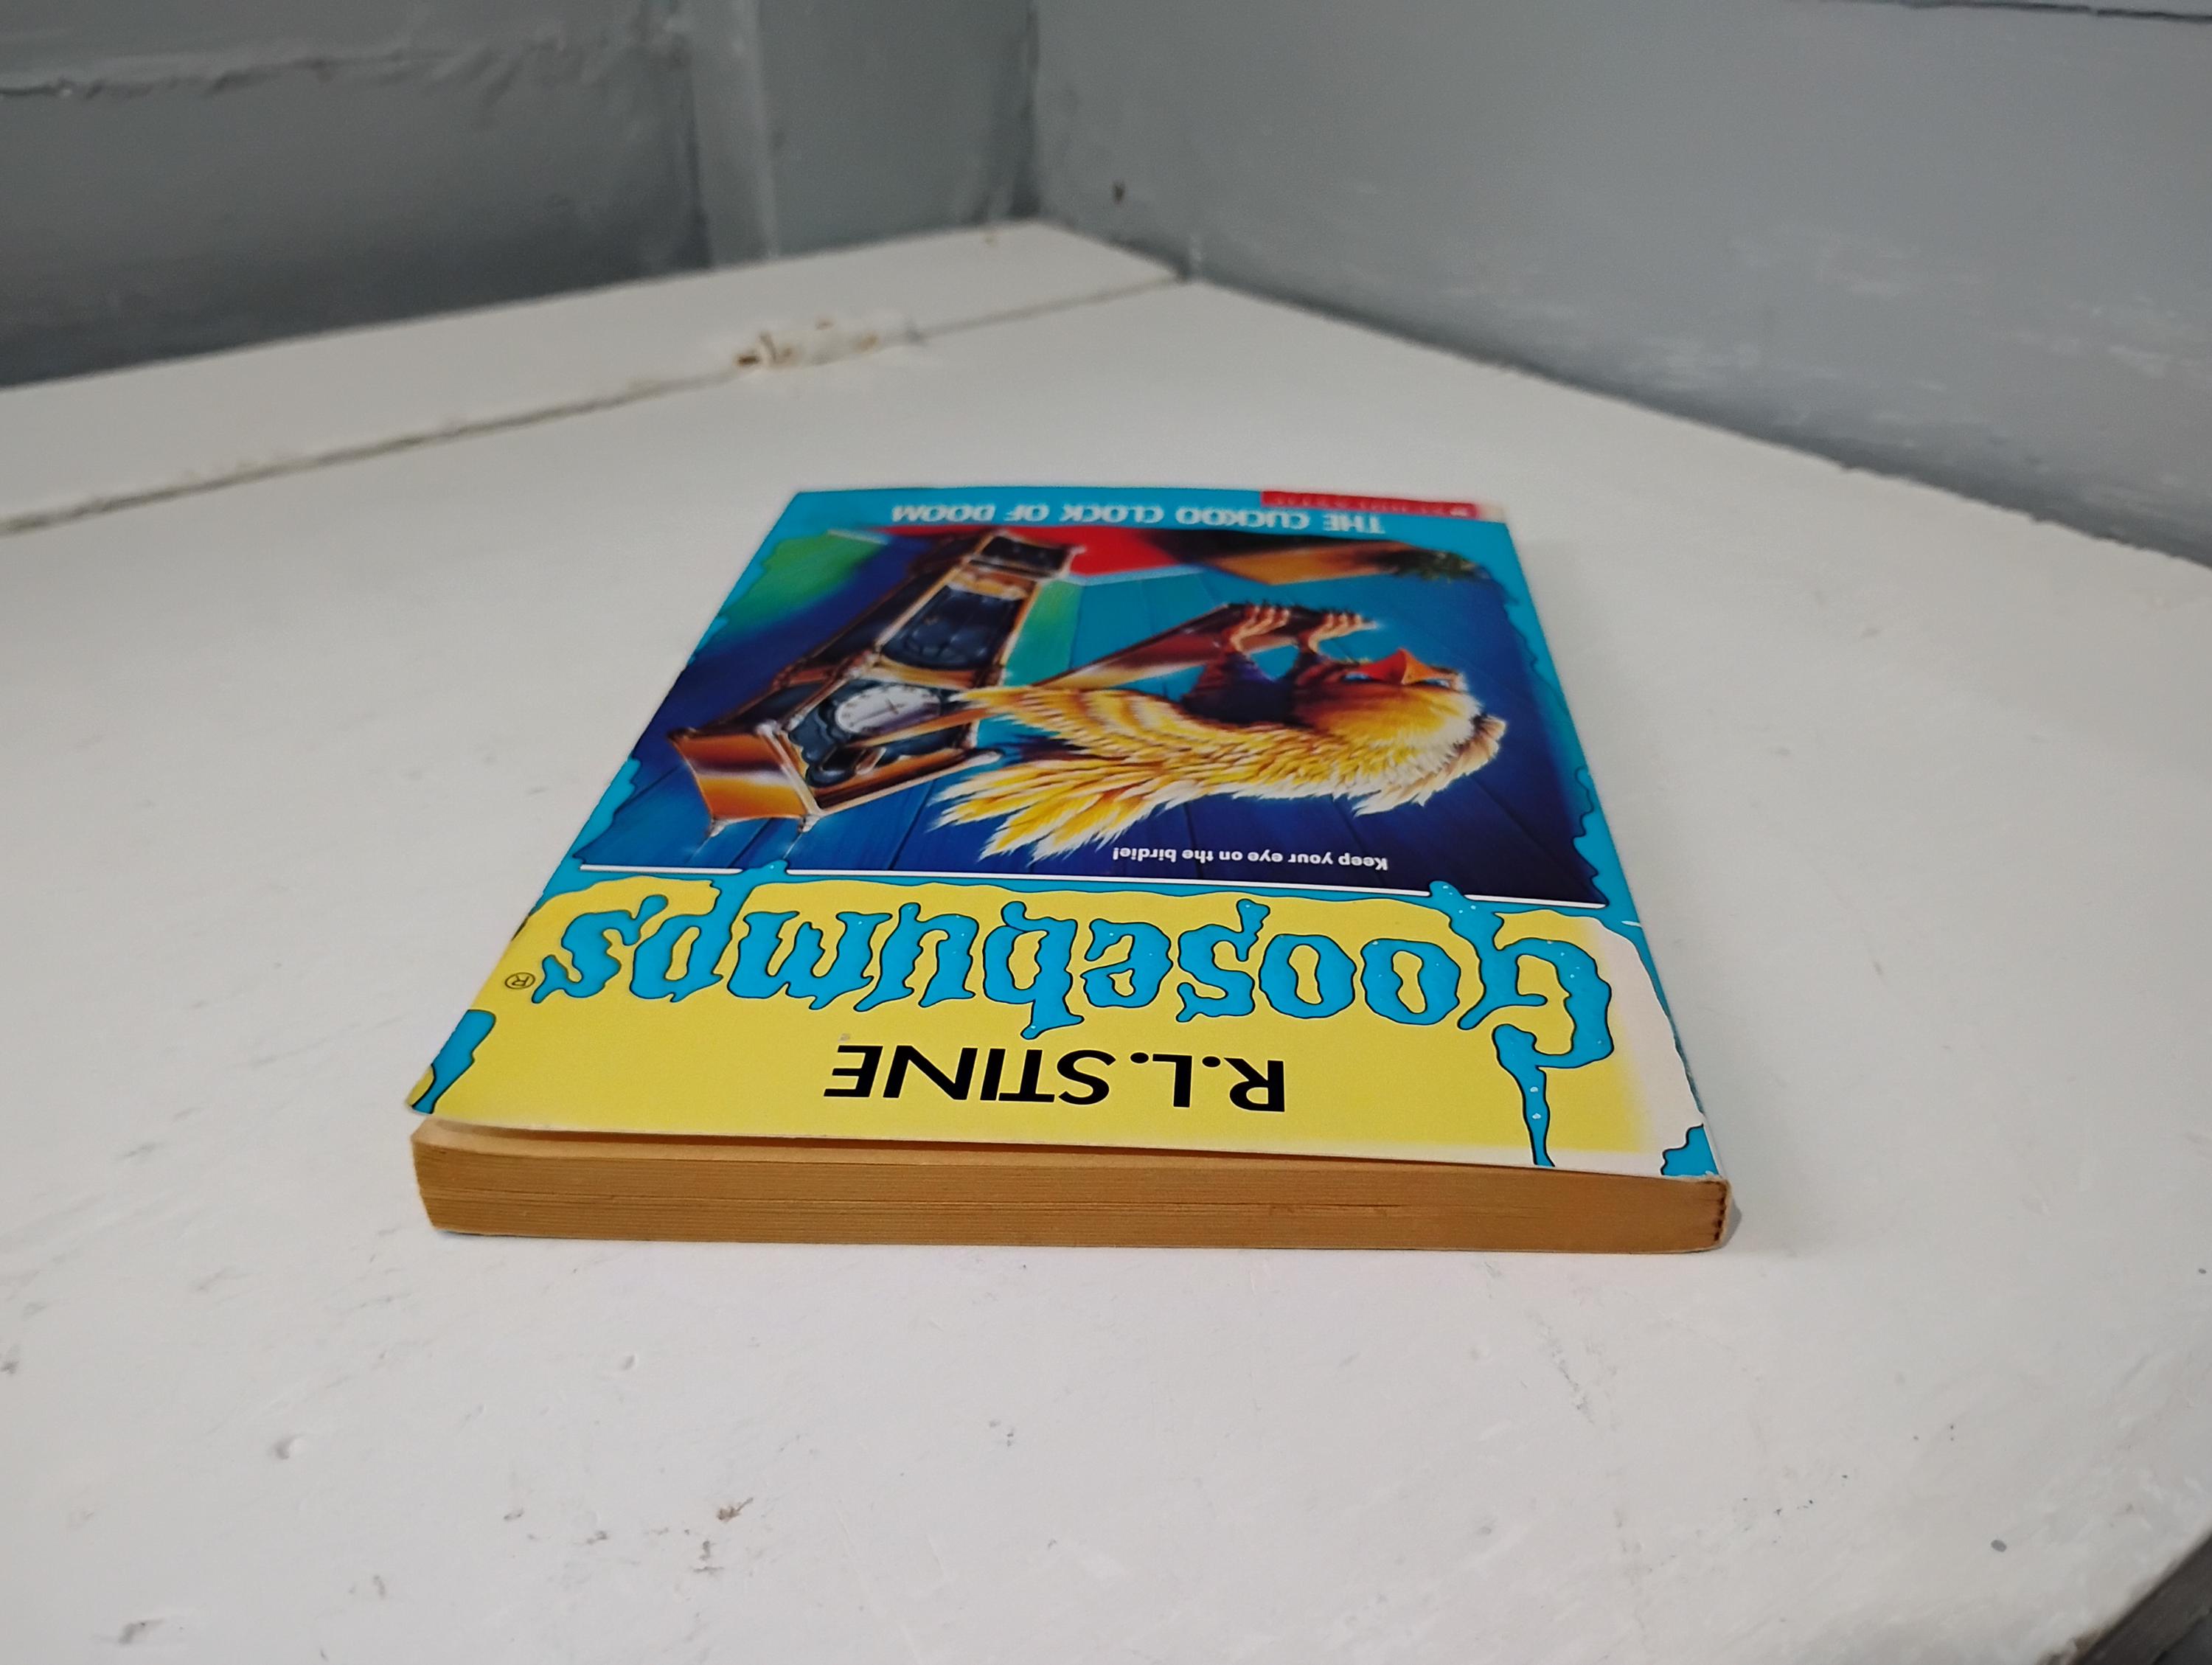 R.L. STINE
Goosebumps®
Keep your eye on the birdie!
THE CUCKOO CLOCK OF DOOM